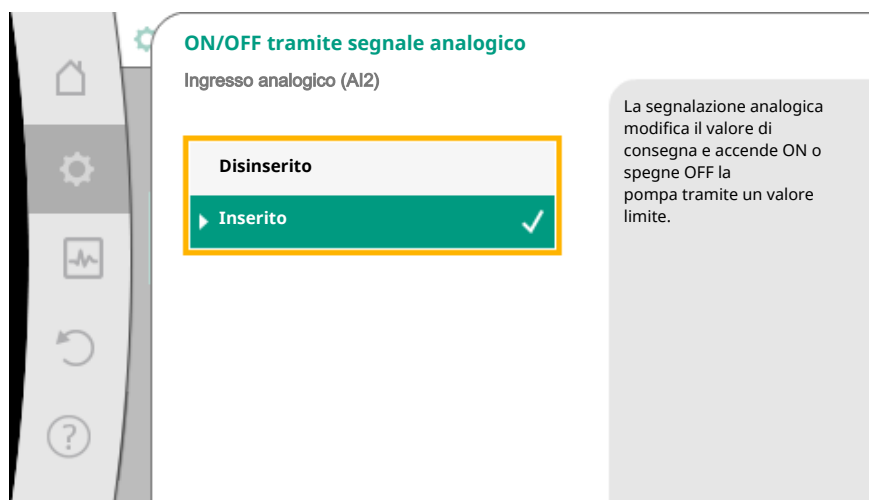 ON/OFF tramite segnale analogico
Ingresso analogico (AI2)
Disinserito
Inserito
La segnalazione analogica
modifica il valore di
consegna e accende ON o
spegne OFF la
pompa tramite un valore
limite.
?